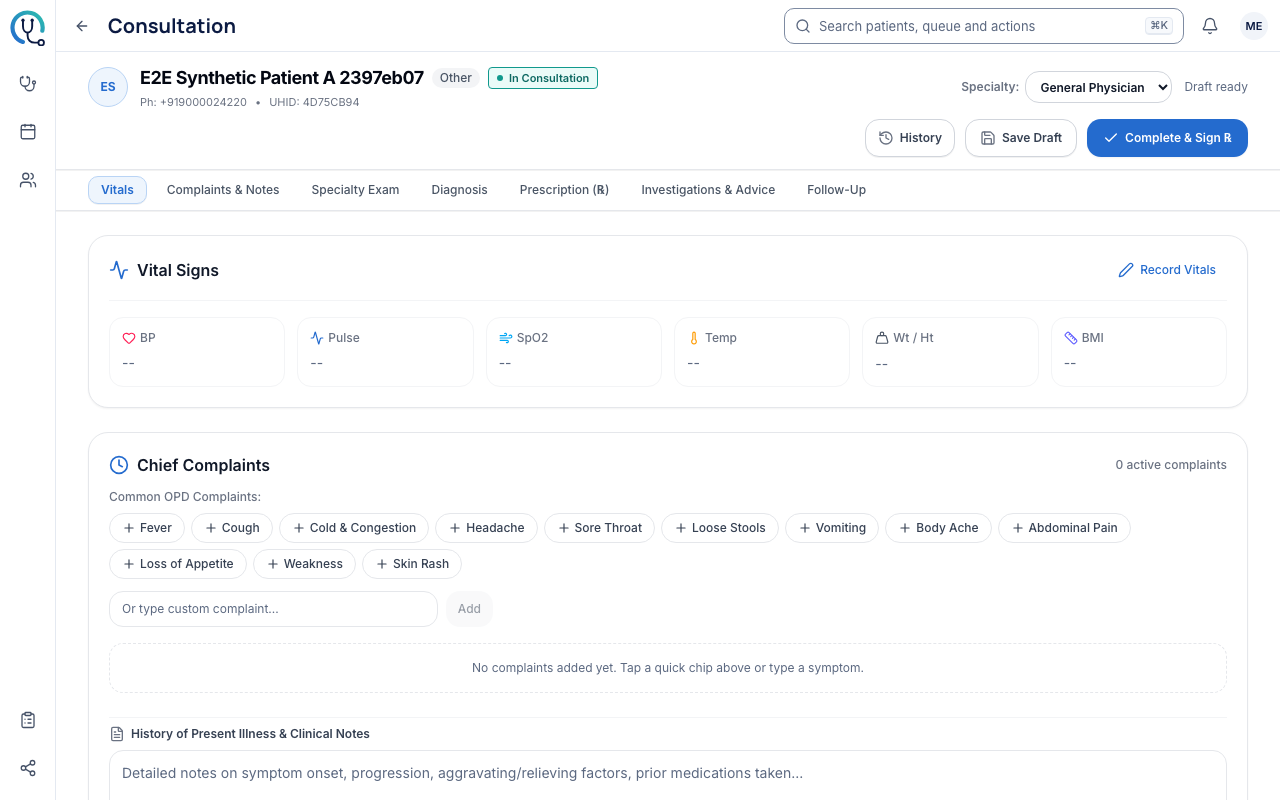 Consultation
Search patients, queue and actions
⌘K
ME
ES
E2E Synthetic Patient A 2397eb07
Other
In Consultation
Ph: +919000024220 • UHID: 4D75CB94
Specialty:
General Physician
Draft ready
History
Save Draft
Complete & Sign ℞
Vitals
Complaints & Notes
Specialty Exam
Diagnosis
Prescription (℞)
Investigations & Advice
Follow-Up
Vital Signs
Record Vitals
BP
--
Pulse
--
SpO2
--
Temp
--
Wt / Ht
--
BMI
--
Chief Complaints
0 active complaints
Common OPD Complaints:
Fever
Cough
Cold & Congestion
Headache
Sore Throat
Loose Stools
Vomiting
Body Ache
Abdominal Pain
Loss of Appetite
Weakness
Skin Rash
Or type custom complaint...
Add
No complaints added yet. Tap a quick chip above or type a symptom.
History of Present Illness & Clinical Notes
Detailed notes on symptom onset, progression, aggravating/relieving factors, prior medications taken...